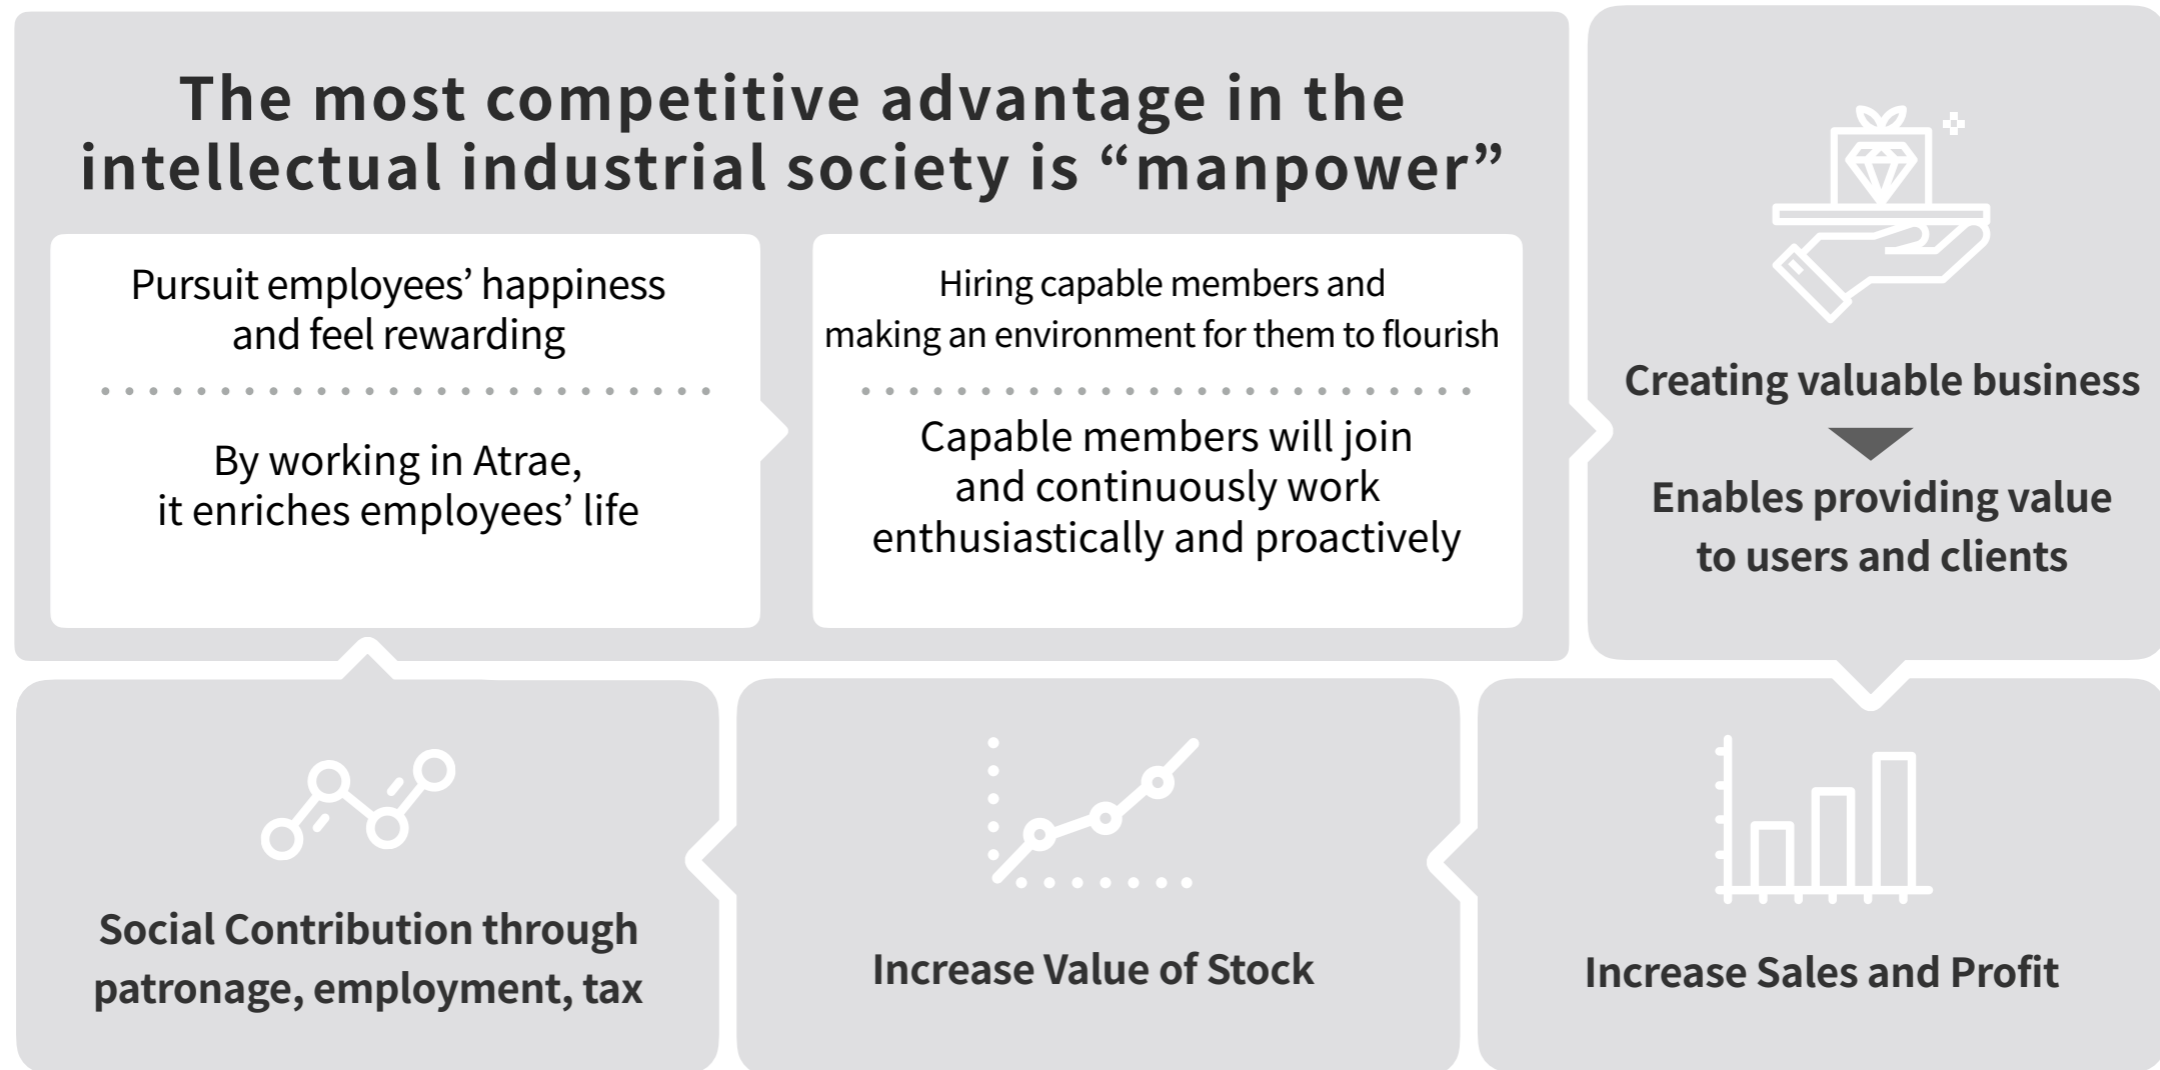 The most competitive advantage in the
intellectual industrial society is “manpower”
Pursuit employees’ happiness
and feel rewarding
By working in Atrae,
it enriches employees’ life
Hiring capable members and
making an environment for them to flourish
Capable members will join
and continuously work
enthusiastically and proactively
Creating valuable business
Enables providing value
to users and clients
Increase Sales and Profit
Increase Value of Stock
Social Contribution through
patronage, employment, tax